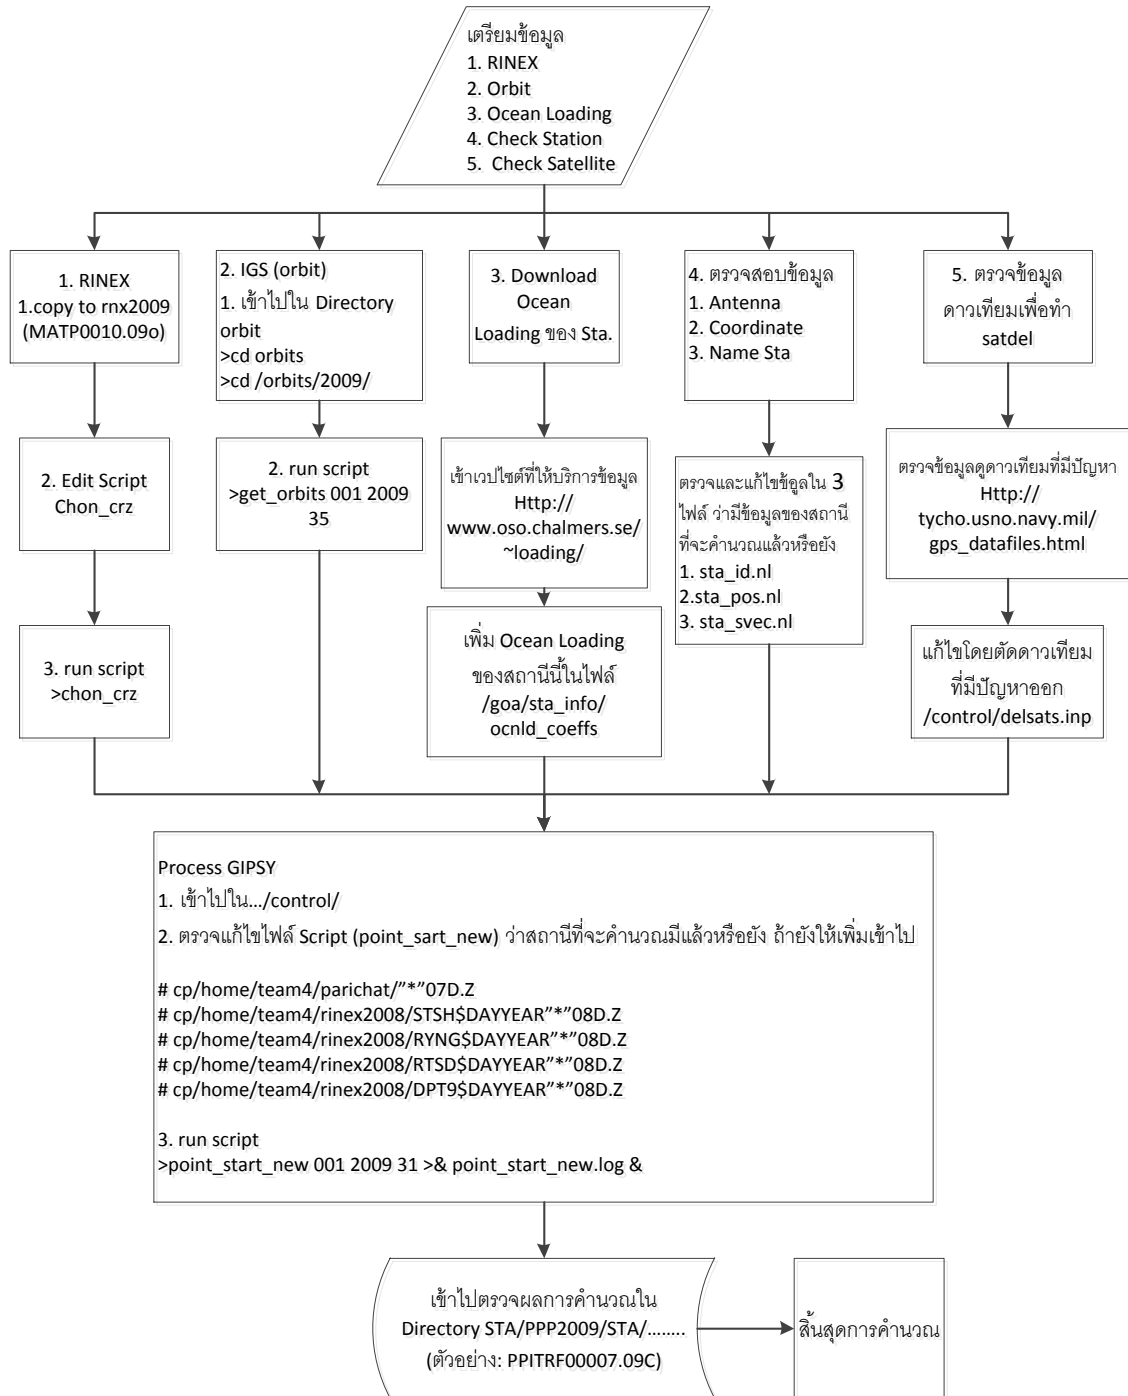 เตรียมข้อมูล
1. RINEX
2. Orbit
3. Ocean Loading
4. Check Station
5. Check Satellite
1. RINEX
1.copy to rnx2009
(MATP0010.09o)
2. Edit Script
Chon_crz
3. run script
>chon_crz
2. IGS (orbit)
1. เข้าไปใน Directory
orbit
>cd orbits
>cd /orbits/2009/
2. run script
>get_orbits 001 2009
35
3. Download
Ocean
Loading ของ Sta.
เข้าเวปไซต์ที่ให้บริการข้อมูล
Http://
www.oso.chalmers.se/
~loading/
เพิ่ม Ocean Loading
ของสถานีนี้ในไฟล์
/goa/sta_info/
ocnld_coeffs
4. ตรวจสอบข้อมูล
1. Antenna
2. Coordinate
3. Name Sta
ตรวจและแก้ไขข้อูลใน 3
ไฟล์ ว่ามีข้อมูลของสถานี
ที่จะคำนวณแล้วหรือยัง
1. sta_id.nl
2.sta_pos.nl
3. sta_svec.nl
5. ตรวจข้อมูล
ดาวเทียมเพื่อทำ
satdel
ตรวจข้อมูลดูดาวเทียมที่มีปัญหา
Http://
tycho.usno.navy.mil/
gps_datafiles.html
แก้ไขโดยตัดดาวเทียม
ที่มีปัญหาออก
/control/delsats.inp
Process GIPSY
1. เข้าไปใน.../control/
2. ตรวจแก้ไขไฟล์ Script (point_sart_new) ว่าสถานีที่จะคำนวณมีแล้วหรือยัง ถ้ายังให้เพิ่มเข้าไป
# cp/home/team4/parichat/”*”07D.Z
# cp/home/team4/rinex2008/STSH$DAYYEAR”*”08D.Z
# cp/home/team4/rinex2008/RYNG$DAYYEAR”*”08D.Z
# cp/home/team4/rinex2008/RTSD$DAYYEAR”*”08D.Z
# cp/home/team4/rinex2008/DPT9$DAYYEAR”*”08D.Z
3. run script
>point_start_new 001 2009 31 >& point_start_new.log &
เข้าไปตรวจผลการคำนวณใน
Directory STA/PPP2009/STA/........
(ตัวอย่าง: PPITRF00007.09C)
สิ้นสุดการคำนวณ